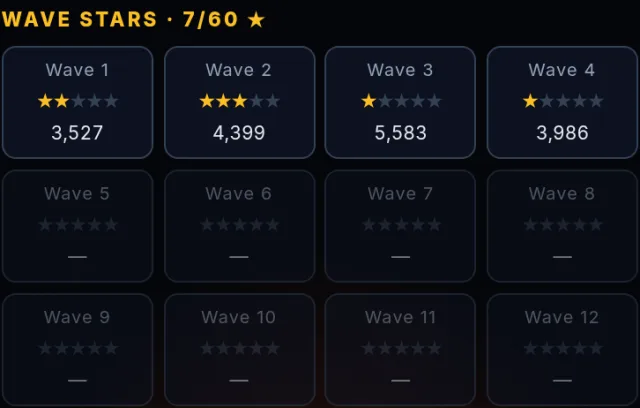 WAVE STARS · 7/60 ★
Wave 1 Wave 2 Wave 3 Wave 4
★★★★★ ★★★★★ ★★★★★ ★★★★★
3,527 4,399 5,583 3,986
Wave 5 Wave 6 Wave 7 Wave 8
★★★★★ ★★★★★ ★★★★★ ★★★★★
— — — —
Wave 9 Wave 10 Wave 11 Wave 12
★★★★★ ★★★★★ ★★★★★ ★★★★★
— — — —